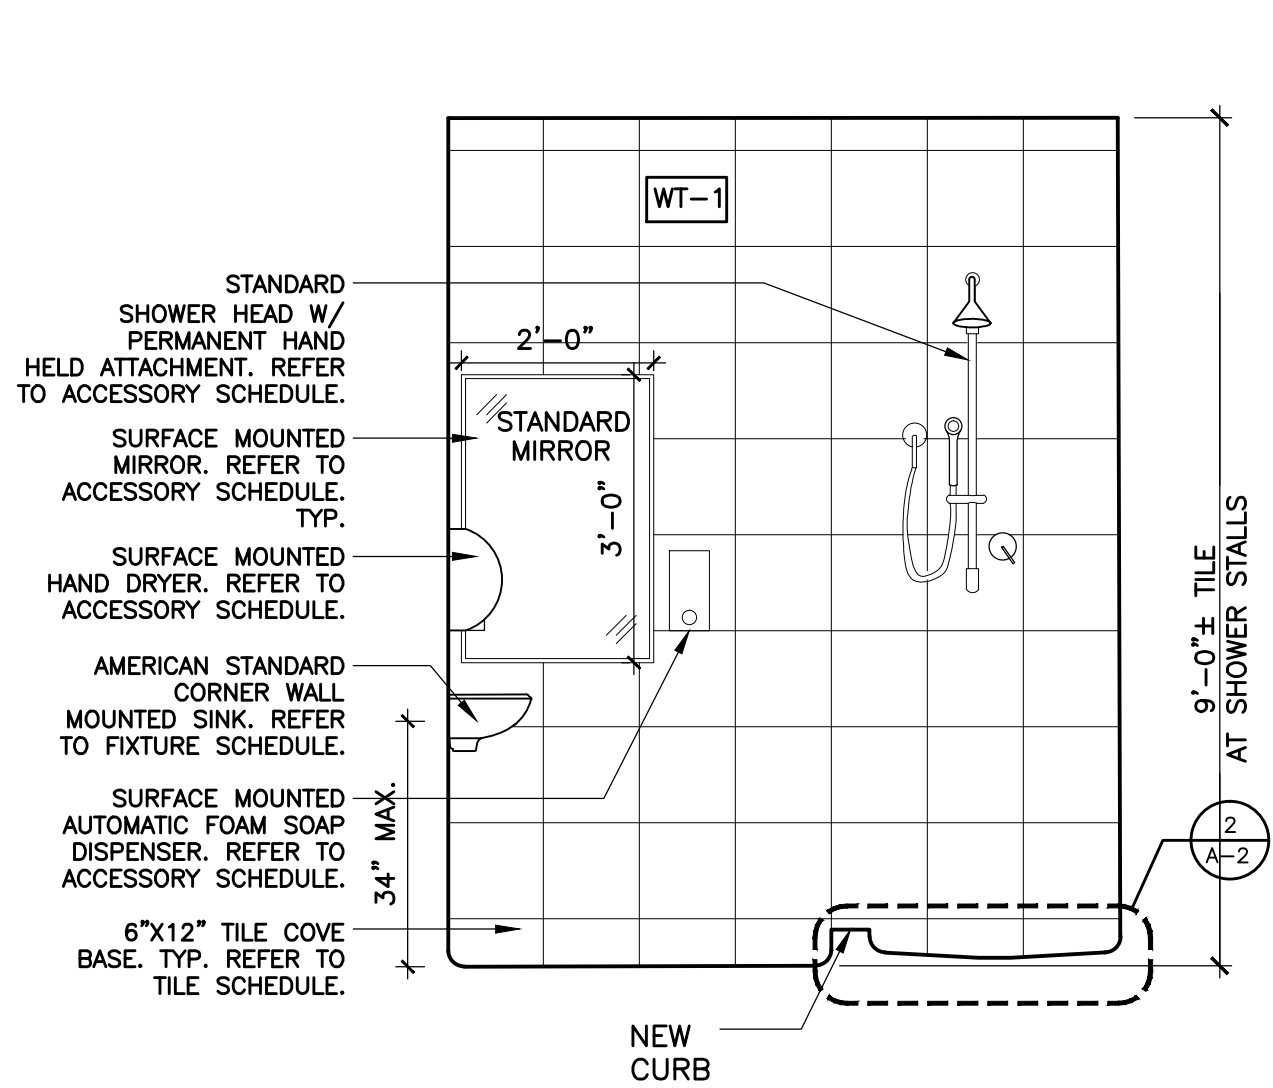 WT-1
STANDARD
SHOWER HEAD W/
PERMANENT HAND
HELD ATTACHMENT. REFER
TO ACCESSORY SCHEDULE.
2'-0"
STANDARD
MIRROR
3'-0"
SURFACE MOUNTED
MIRROR. REFER TO
ACCESSORY SCHEDULE.
TYP.
SURFACE MOUNTED
HAND DRYER. REFER TO
ACCESSORY SCHEDULE.
AMERICAN STANDARD
CORNER WALL
MOUNTED SINK. REFER
TO FIXTURE SCHEDULE.
SURFACE MOUNTED
AUTOMATIC FOAM SOAP
DISPENSER. REFER TO
ACCESSORY SCHEDULE.
34" MAX.
6"X12" TILE COVE
BASE. TYP. REFER TO
TILE SCHEDULE.
NEW
CURB
9'-0"± TILE
AT SHOWER STALLS
2
A-2